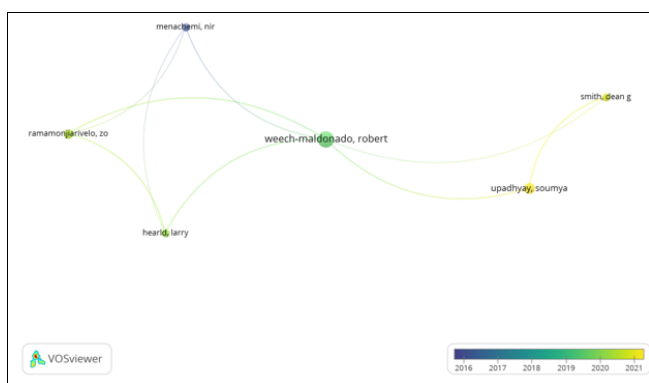 menachemi, nir
smith, dean g
ramamonjiarivelo, zo
weech-maldonado, robert
upadhyay, soumya
hearld, larry
VOSviewer
2016 2017 2018 2019 2020 2021